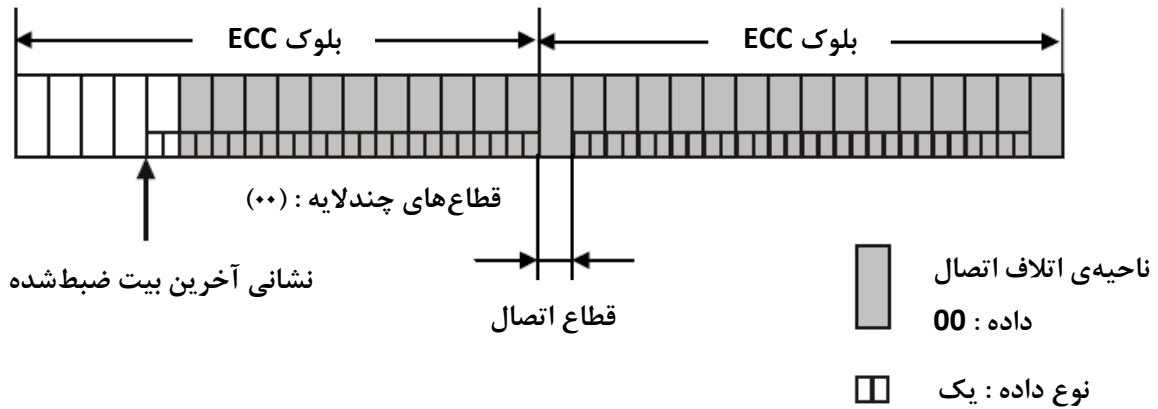 بلوک ECC
بلوک ECC
قطاع‌های چندلایه : (۰۰)
نشانی آخرین بیت ضبط‌شده
قطاع اتصال
ناحیه‌ی اتلاف اتصال
داده : 00
نوع داده : یک